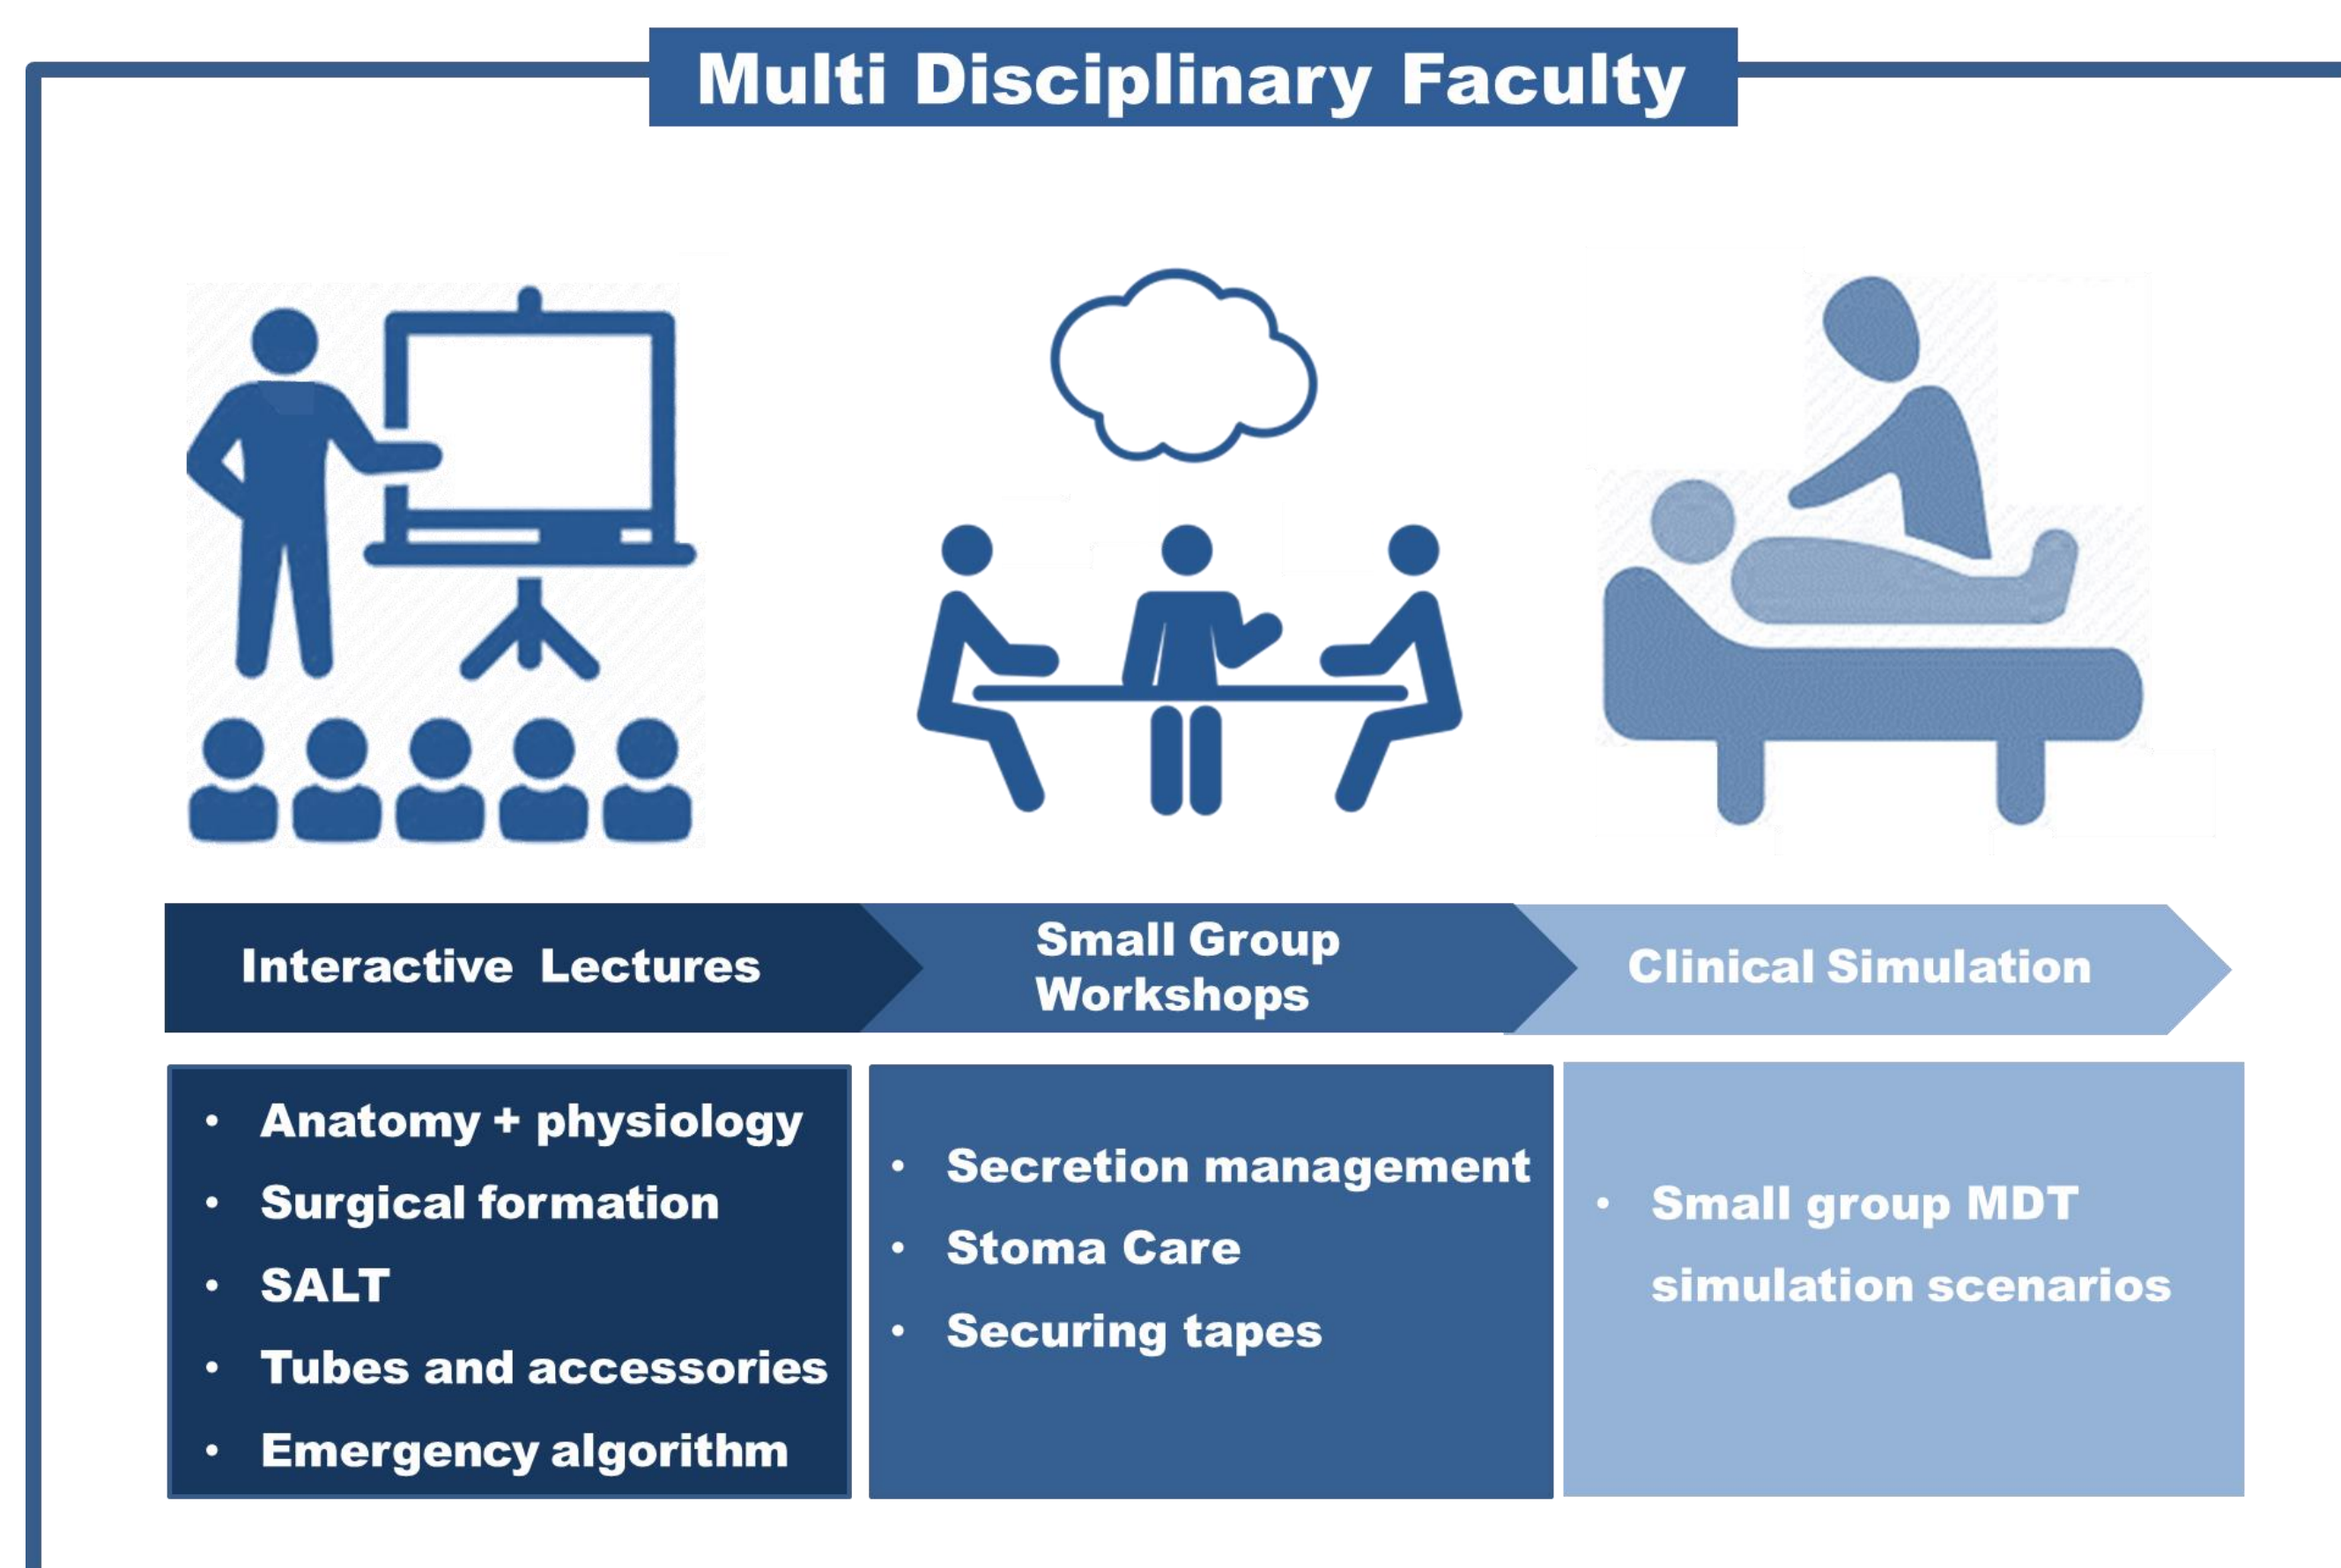 Multi Disciplinary Faculty
Interactive Lectures
Small Group
Workshops
Clinical Simulation
• Anatomy + physiology
• Surgical formation
• SALT
• Tubes and accessories
• Emergency algorithm
• Secretion management
• Stoma Care
• Securing tapes
• Small group MDT
simulation scenarios